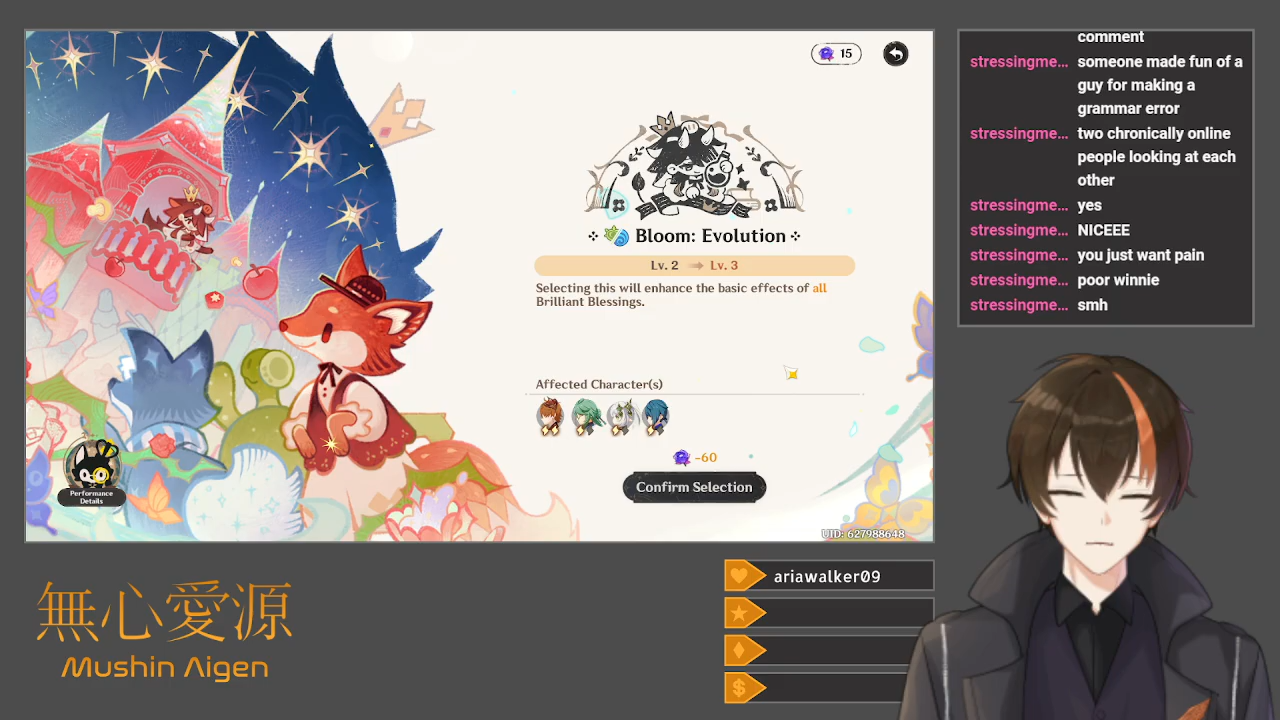 15
Bloom: Evolution
Lv. 2 Lv. 3
Selecting this will enhance the basic effects of all
Brilliant Blessings.
Affected Character(s)
-60
Confirm Selection
Performance
Details
UID: 627988648
comment
stressingme... someone made fun of a
guy for making a
grammar error
stressingme... two chronically online
people looking at each
other
stressingme... yes
stressingme... NICEEE
stressingme... you just want pain
stressingme... poor winnie
stressingme... smh
無心愛源
Mushin Aigen
ariawalker09
$